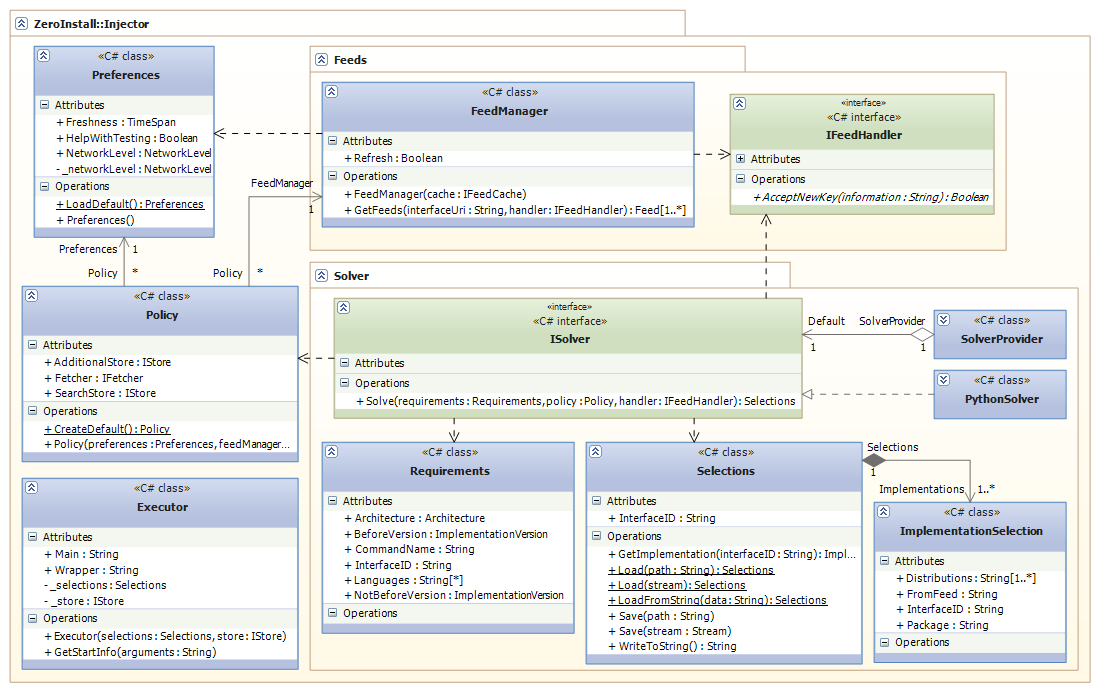 ZeroInstall::Injector
«C# class»
Preferences
Attributes
+ Freshness : TimeSpan
+ HelpWithTesting : Boolean
+ NetworkLevel : NetworkLevel
- _networkLevel : NetworkLevel
Operations
+ LoadDefault() : Preferences
+ Preferences()
Feeds
«C# class»
FeedManager
Attributes
+ Refresh : Boolean
Operations
+ FeedManager(cache : IFeedCache)
+ GetFeeds(interfaceUri : String, handler : IFeedHandler) : Feed[1..*]
«interface»
«C# interface»
IFeedHandler
Attributes
Operations
+ AcceptNewKey(information : String) : Boolean
FeedManager
1
Preferences 1
Policy *
Policy *
«C# class»
Policy
Attributes
+ AdditionalStore : IStore
+ Fetcher : IFetcher
+ SearchStore : IStore
Operations
+ CreateDefault() : Policy
+ Policy(preferences : Preferences, feedManager...
Solver
«interface»
«C# interface»
ISolver
Attributes
Operations
+ Solve(requirements : Requirements, policy : Policy, handler : IFeedHandler) : Selections
Default SolverProvider
1 1
«C# class»
SolverProvider
«C# class»
PythonSolver
«C# class»
Executor
Attributes
+ Main : String
+ Wrapper : String
- _selections : Selections
- _store : IStore
Operations
+ Executor(selections : Selections, store : IStore)
+ GetStartInfo(arguments : String)
«C# class»
Requirements
Attributes
+ Architecture : Architecture
+ BeforeVersion : ImplementationVersion
+ CommandName : String
+ InterfaceID : String
+ Languages : String[*]
+ NotBeforeVersion : ImplementationVersion
Operations
«C# class»
Selections
Attributes
+ InterfaceID : String
Operations
+ GetImplementation(interfaceID : String) : Impl...
+ Load(path : String) : Selections
+ Load(stream) : Selections
+ LoadFromString(data : String) : Selections
+ Save(path : String)
+ Save(stream : Stream)
+ WriteToString() : String
Selections
1
Implementations 1..*
«C# class»
ImplementationSelection
Attributes
+ Distributions : String[1..*]
+ FromFeed : String
+ InterfaceID : String
+ Package : String
Operations